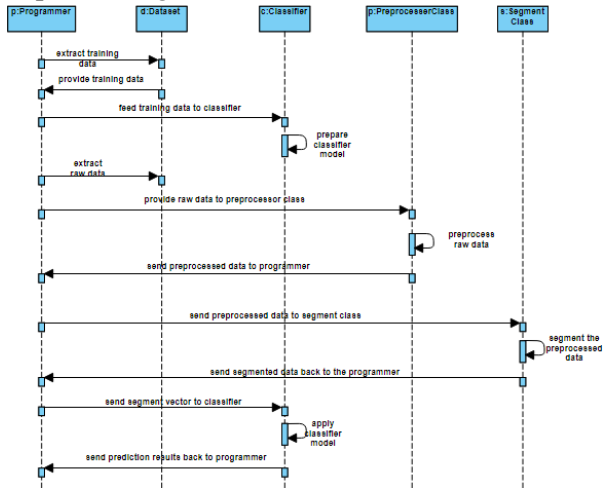 p:Programmer
d:Dataset
c:Classifier
p:PreprocesserClass
s:Segment
Class
extract training
data
provide training data
feed training data to classifier
prepare
classifier
model
extract
raw data
provide raw data to preprocessor class
preprocess
raw data
send preprocessed data to programmer
send preprocessed data to segment class
segment the
preprocessed
data
send segmented data back to the programmer
send segment vector to classifier
apply
classifier
model
send prediction results back to programmer